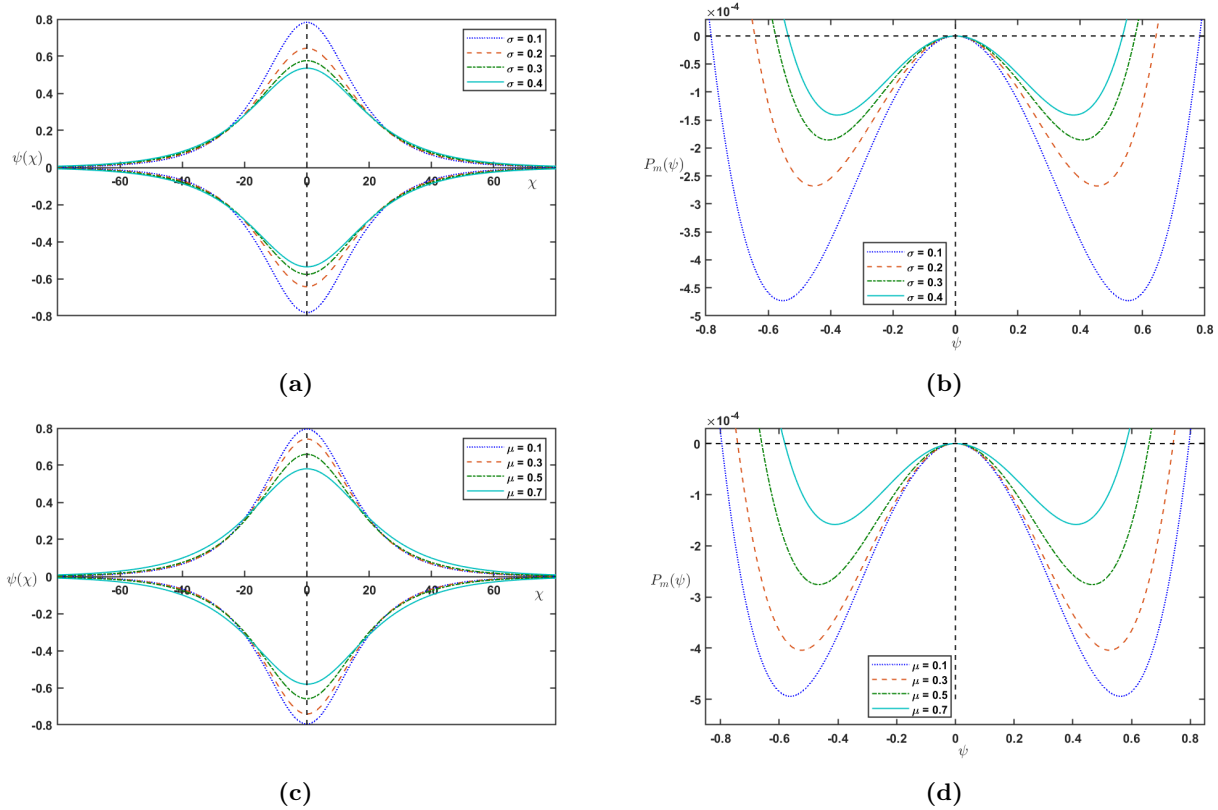 0.8
0.6
0.4
0.2
0
-0.2
-0.4
-0.6
-0.8
ψ(χ)
-60 -40 -20 0 20 40 60
χ
σ = 0.1
σ = 0.2
σ = 0.3
σ = 0.4
(a)
×10⁻⁴
0
-0.5
-1
-1.5
-2
-2.5
-3
-3.5
-4
-4.5
-5
Pₘ(ψ)
σ = 0.1
σ = 0.2
σ = 0.3
σ = 0.4
-0.8 -0.6 -0.4 -0.2 0 0.2 0.4 0.6 0.8
ψ
(b)
0.8
0.6
0.4
0.2
0
-0.2
-0.4
-0.6
-0.8
ψ(χ)
-60 -40 -20 0 20 40 60
χ
μ = 0.1
μ = 0.3
μ = 0.5
μ = 0.7
(c)
×10⁻⁴
0
-1
-2
-3
-4
-5
Pₘ(ψ)
μ = 0.1
μ = 0.3
μ = 0.5
μ = 0.7
-0.8 -0.6 -0.4 -0.2 0 0.2 0.4 0.6 0.8
ψ
(d)